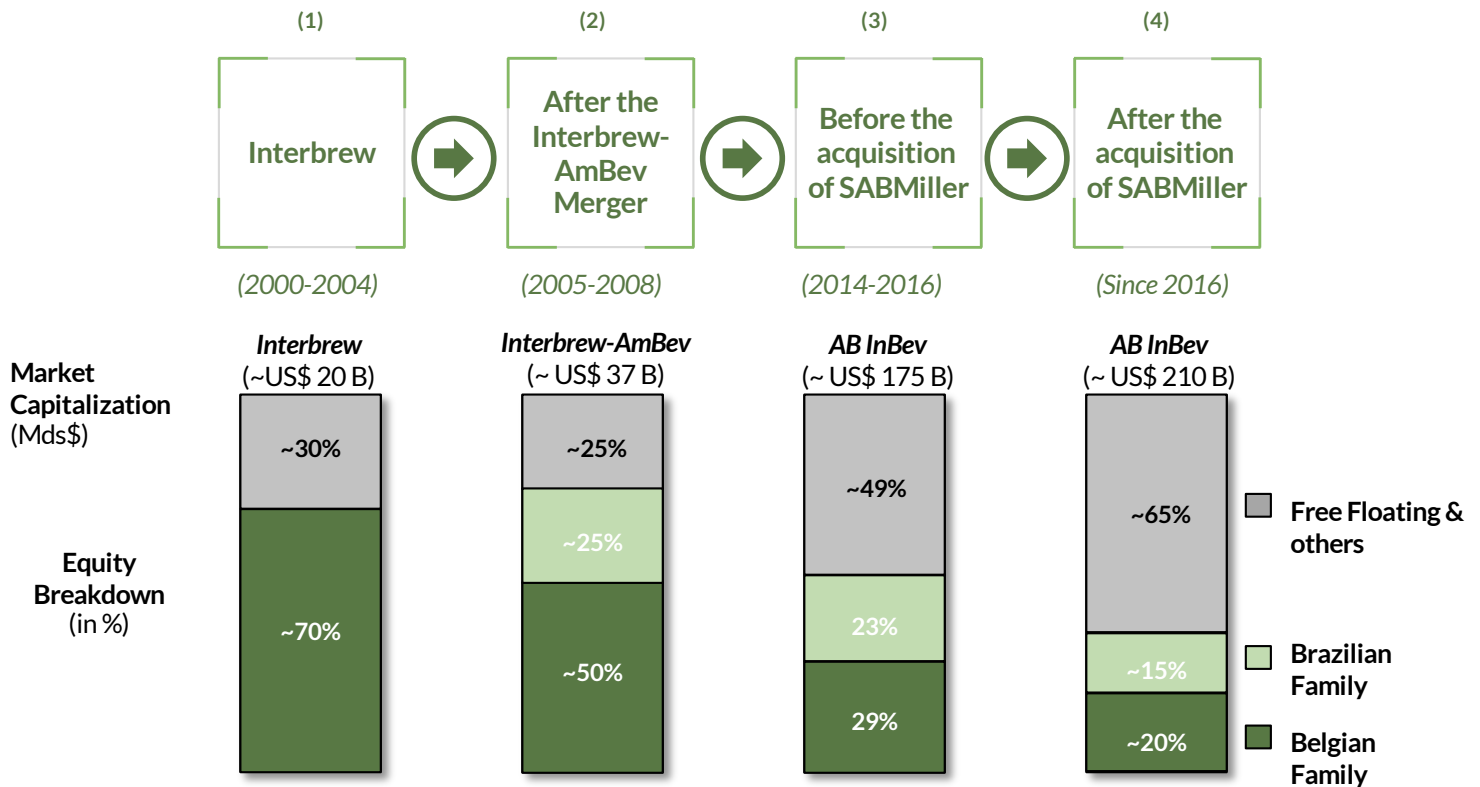 (1)
(2)
(3)
(4)
Interbrew
After the
Interbrew-
AmBev
Merger
Before the
acquisition
of SABMiller
After the
acquisition
of SABMiller
(2000-2004)
(2005-2008)
(2014-2016)
(Since 2016)
Market
Capitalization
(Mds$)
Interbrew
(~US$ 20 B)
Interbrew-AmBev
(~ US$ 37 B)
AB InBev
(~ US$ 175 B)
AB InBev
(~ US$ 210 B)
Equity
Breakdown
(in %)
~30%
~70%
~25%
~25%
~50%
~49%
23%
29%
~65%
~15%
~20%
Free Floating &
others
Brazilian
Family
Belgian
Family